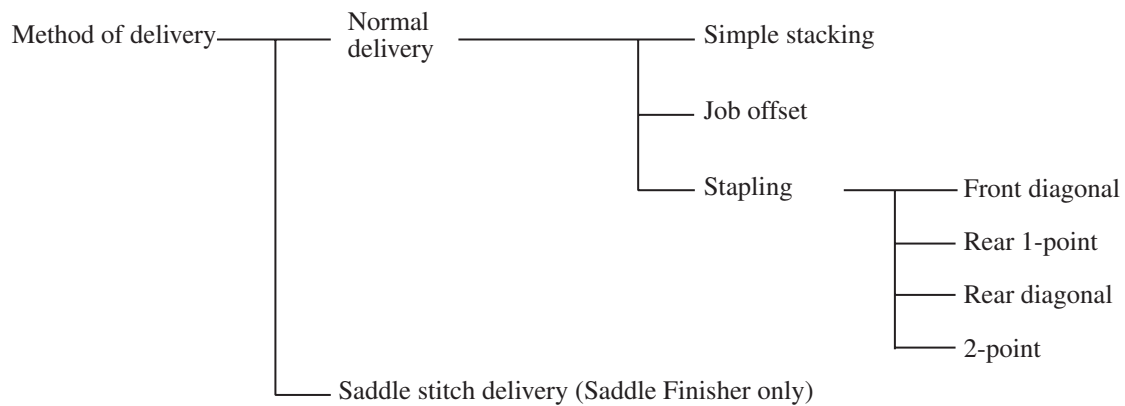 Method of delivery
Normal
delivery
Simple stacking
Job offset
Stapling
Front diagonal
Rear 1-point
Rear diagonal
2-point
Saddle stitch delivery (Saddle Finisher only)